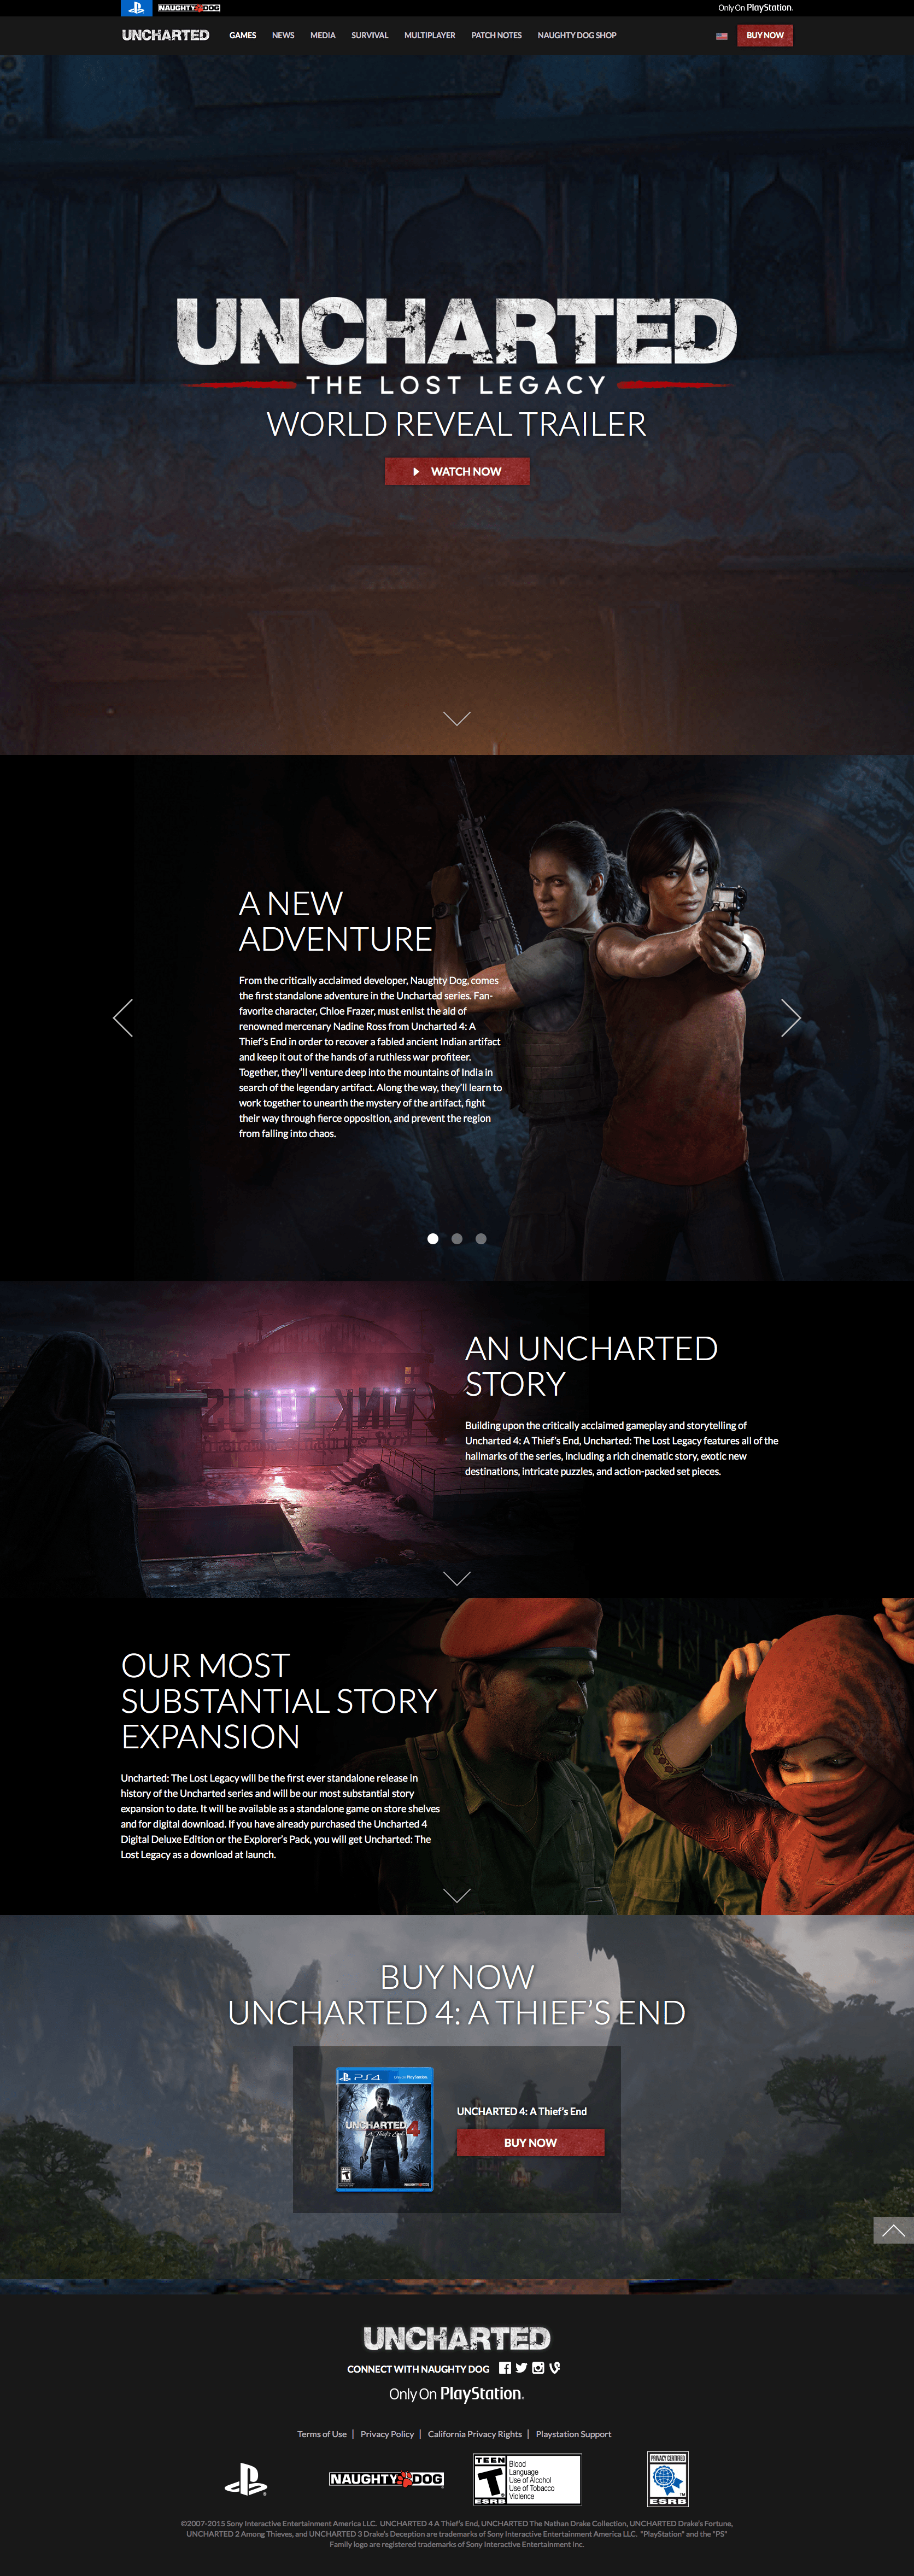 NAUGHTY DOG
Only On PlayStation.
UNCHARTED GAMES NEWS MEDIA SURVIVAL MULTIPLAYER PATCH NOTES NAUGHTY DOG SHOP BUY NOW
UNCHARTED
THE LOST LEGACY
WORLD REVEAL TRAILER
WATCH NOW
A NEW
ADVENTURE
From the critically acclaimed developer, Naughty Dog, comes
the first standalone adventure in the Uncharted series. Fan-
favorite character, Chloe Frazer, must enlist the aid of
renowned mercenary Nadine Ross from Uncharted 4: A
Thief's End in order to recover a fabled ancient Indian artifact
and keep it out of the hands of a ruthless war profiteer.
Together, they'll venture deep into the mountains of India in
search of the legendary artifact. Along the way, they'll learn to
work together to unearth the mystery of the artifact, fight
their way through fierce opposition, and prevent the region
from falling into chaos.
AN UNCHARTED
STORY
Building upon the critically acclaimed gameplay and storytelling of
Uncharted 4: A Thief's End, Uncharted: The Lost Legacy features all of the
hallmarks of the series, including a rich cinematic story, exotic new
destinations, intricate puzzles, and action-packed set pieces.
OUR MOST
SUBSTANTIAL STORY
EXPANSION
Uncharted: The Lost Legacy will be the first ever standalone release in
history of the Uncharted series and will be our most substantial story
expansion to date. It will be available as a standalone game on store shelves
and for digital download. If you have already purchased the Uncharted 4
Digital Deluxe Edition or the Explorer's Pack, you will get Uncharted: The
Lost Legacy as a download at launch.
BUY NOW
UNCHARTED 4: A THIEF'S END
PS4
Only On PlayStation.
UNCHARTED 4
A Thief's End
NAUGHTY DOG
UNCHARTED 4: A Thief's End
BUY NOW
UNCHARTED
CONNECT WITH NAUGHTY DOG
Only On PlayStation.
Terms of Use | Privacy Policy | California Privacy Rights | Playstation Support
NAUGHTY DOG
TEEN
T
ESRB
Blood
Language
Use of Alcohol
Use of Tobacco
Violence
PRIVACY CERTIFIED
ESRB
©2007-2015 Sony Interactive Entertainment America LLC. UNCHARTED 4 A Thief's End, UNCHARTED The Nathan Drake Collection, UNCHARTED Drake's Fortune,
UNCHARTED 2 Among Thieves, and UNCHARTED 3 Drake's Deception are trademarks of Sony Interactive Entertainment America LLC. "PlayStation" and the "PS"
Family logo are registered trademarks of Sony Interactive Entertainment Inc.